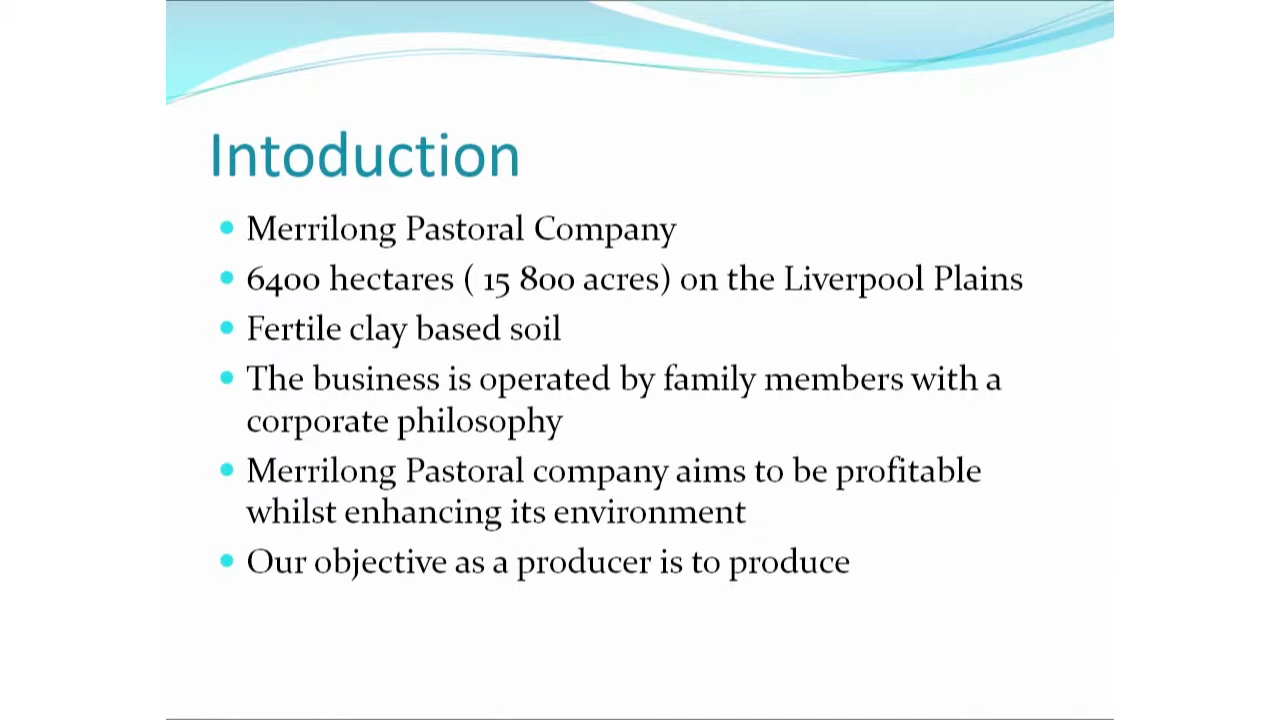 Intoduction
Merrilong Pastoral Company
6400 hectares ( 15 800 acres) on the Liverpool Plains
Fertile clay based soil
The business is operated by family members with a
corporate philosophy
Merrilong Pastoral company aims to be profitable
whilst enhancing its environment
Our objective as a producer is to produce